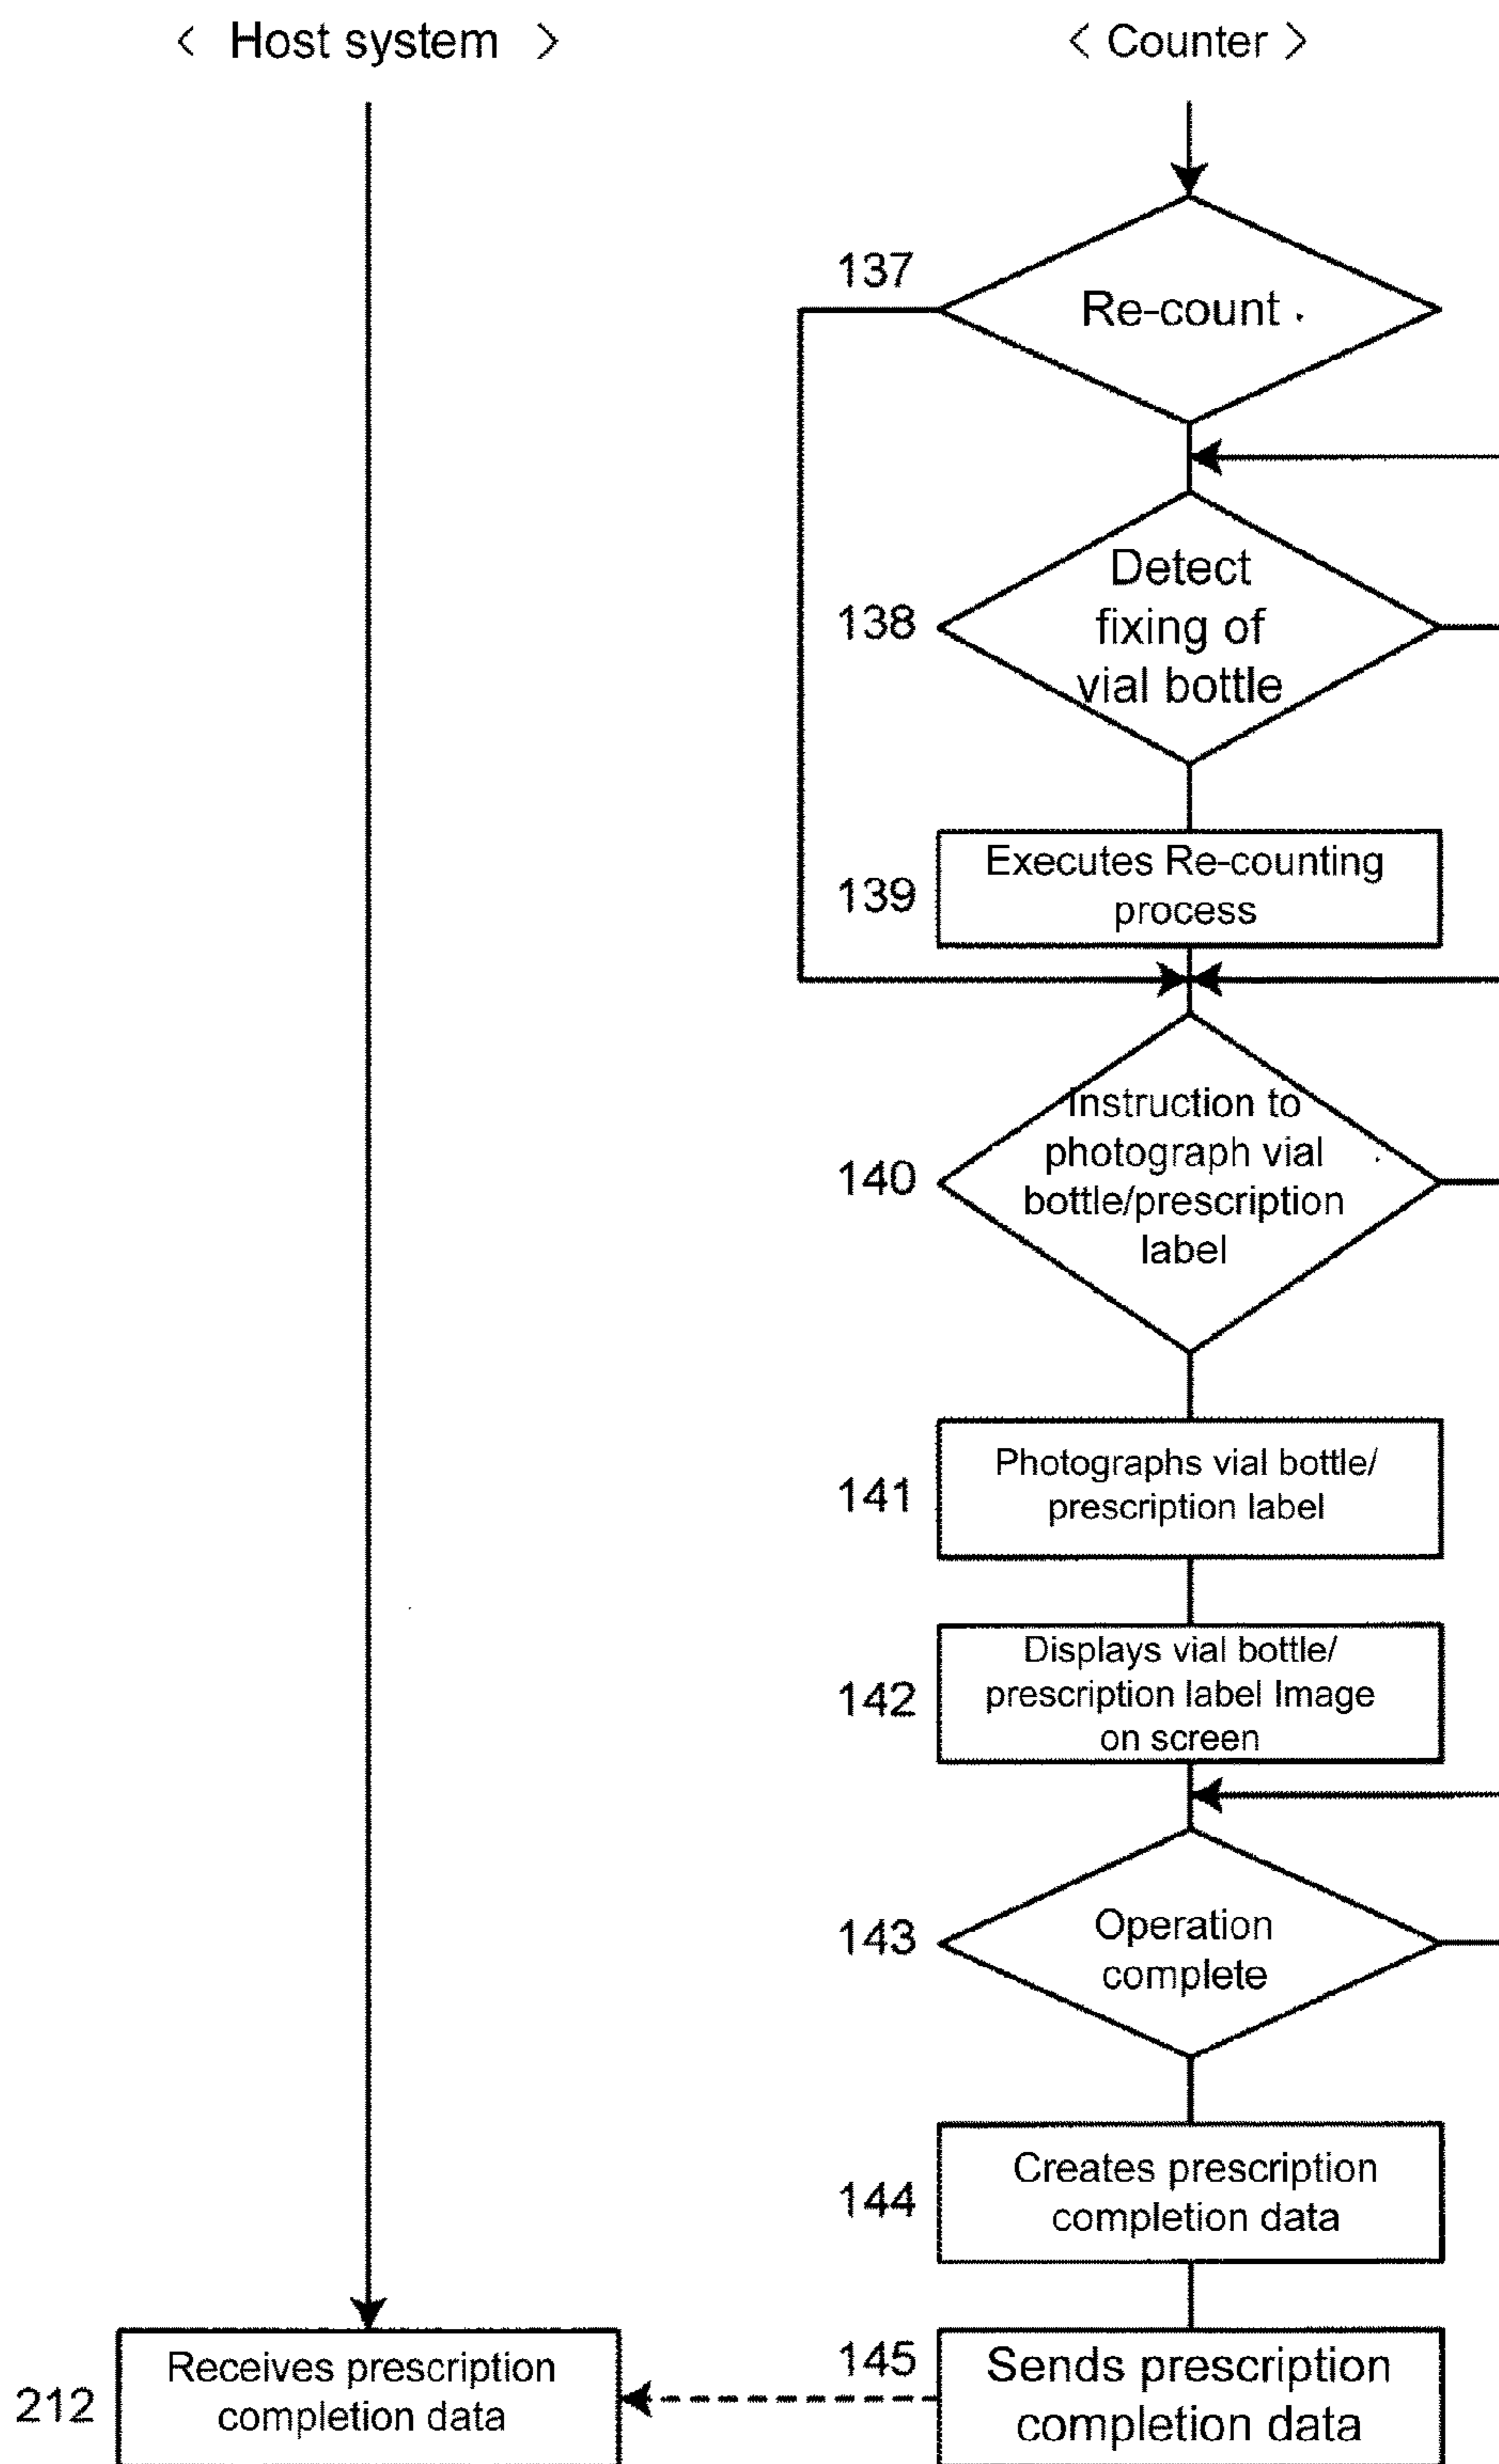 < Host system >
< Counter >
137
Re-count
138
Detect
fixing of
vial bottle
139
Executes Re-counting
process
140
Instruction to
photograph vial
bottle/prescription
label
141
Photographs vial bottle/
prescription label
142
Displays vial bottle/
prescription label Image
on screen
143
Operation
complete
144
Creates prescription
completion data
212
Receives prescription
completion data
145
Sends prescription
completion data